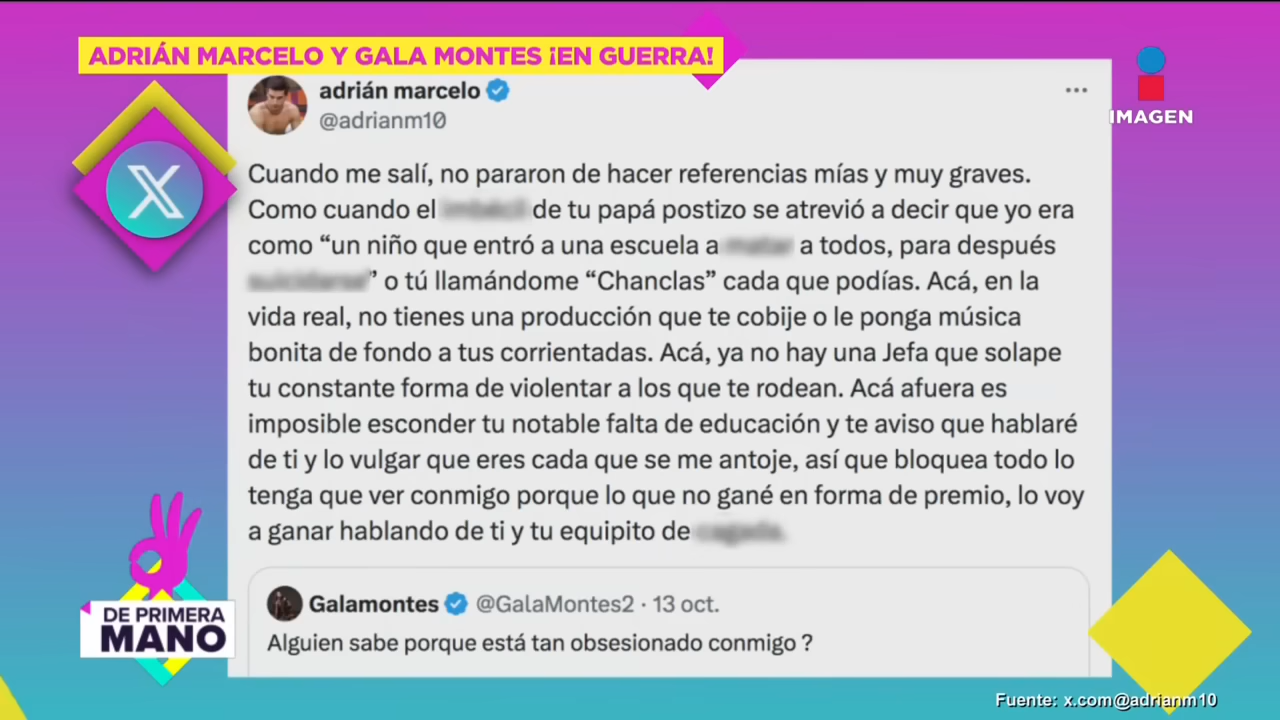 ADRIÁN MARCELO Y GALA MONTES ¡EN GUERRA!
IMAGEN
adrián marcelo
@adrianm10
Cuando me salí, no pararon de hacer referencias mías y muy graves.
Como cuando el de tu papá postizo se atrevió a decir que yo era
como “un niño que entró a una escuela a a todos, para después
” o tú llamándome “Chanclas” cada que podías. Acá, en la
vida real, no tienes una producción que te cobije o le ponga música
bonita de fondo a tus corrientadas. Acá, ya no hay una Jefa que solape
tu constante forma de violentar a los que te rodean. Acá afuera es
imposible esconder tu notable falta de educación y te aviso que hablaré
de ti y lo vulgar que eres cada que se me antoje, así que bloquea todo lo
tenga que ver conmigo porque lo que no gané en forma de premio, lo voy
a ganar hablando de ti y tu equipito de
Galamontes @GalaMontes2 · 13 oct.
Alguien sabe porque está tan obsesionado conmigo ?
DE PRIMERA
MANO
Fuente: x.com@adrianm10